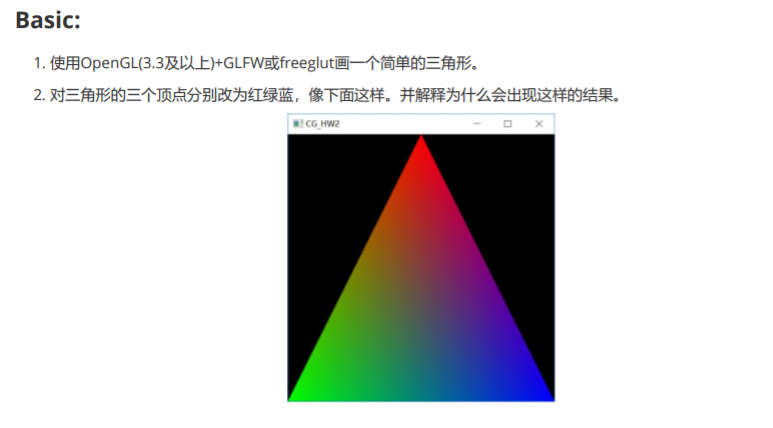 Basic:
1. 使用OpenGL(3.3及以上)+GLFW或freeglut画一个简单的三角形。
2. 对三角形的三个顶点分别改为红绿蓝，像下面这样。并解释为什么会出现这样的结果。
CG_HW2